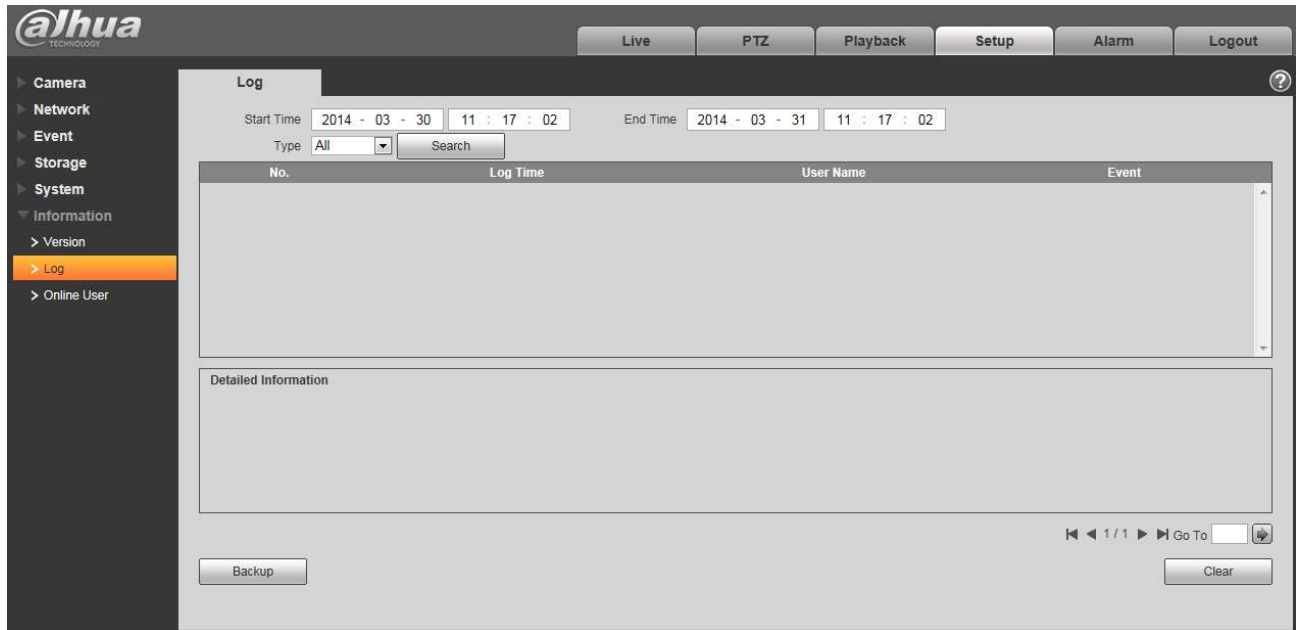 alhua
TECHNOLOGY
Live PTZ Playback Setup Alarm Logout
Camera
Network
Event
Storage
System
Information
> Version
> Log
> Online User
Log
?
Start Time 2014 - 03 - 30 11 : 17 : 02 End Time 2014 - 03 - 31 11 : 17 : 02
Type All Search
No. Log Time User Name Event
Detailed Information
1 / 1 Go To
Backup Clear